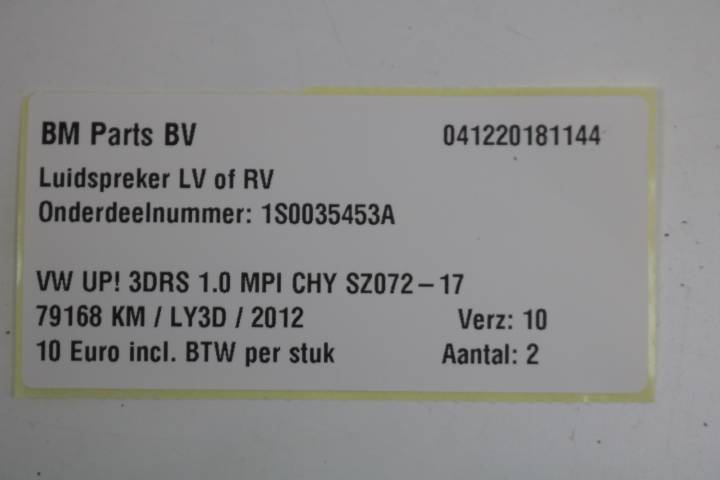 BM Parts BV 041220181144
Luidspreker LV of RV
Onderdeelnummer: 1S0035453A
VW UP! 3DRS 1.0 MPI CHY SZ072-17
79168 KM / LY3D / 2012 Verz: 10
10 Euro incl. BTW per stuk Aantal: 2